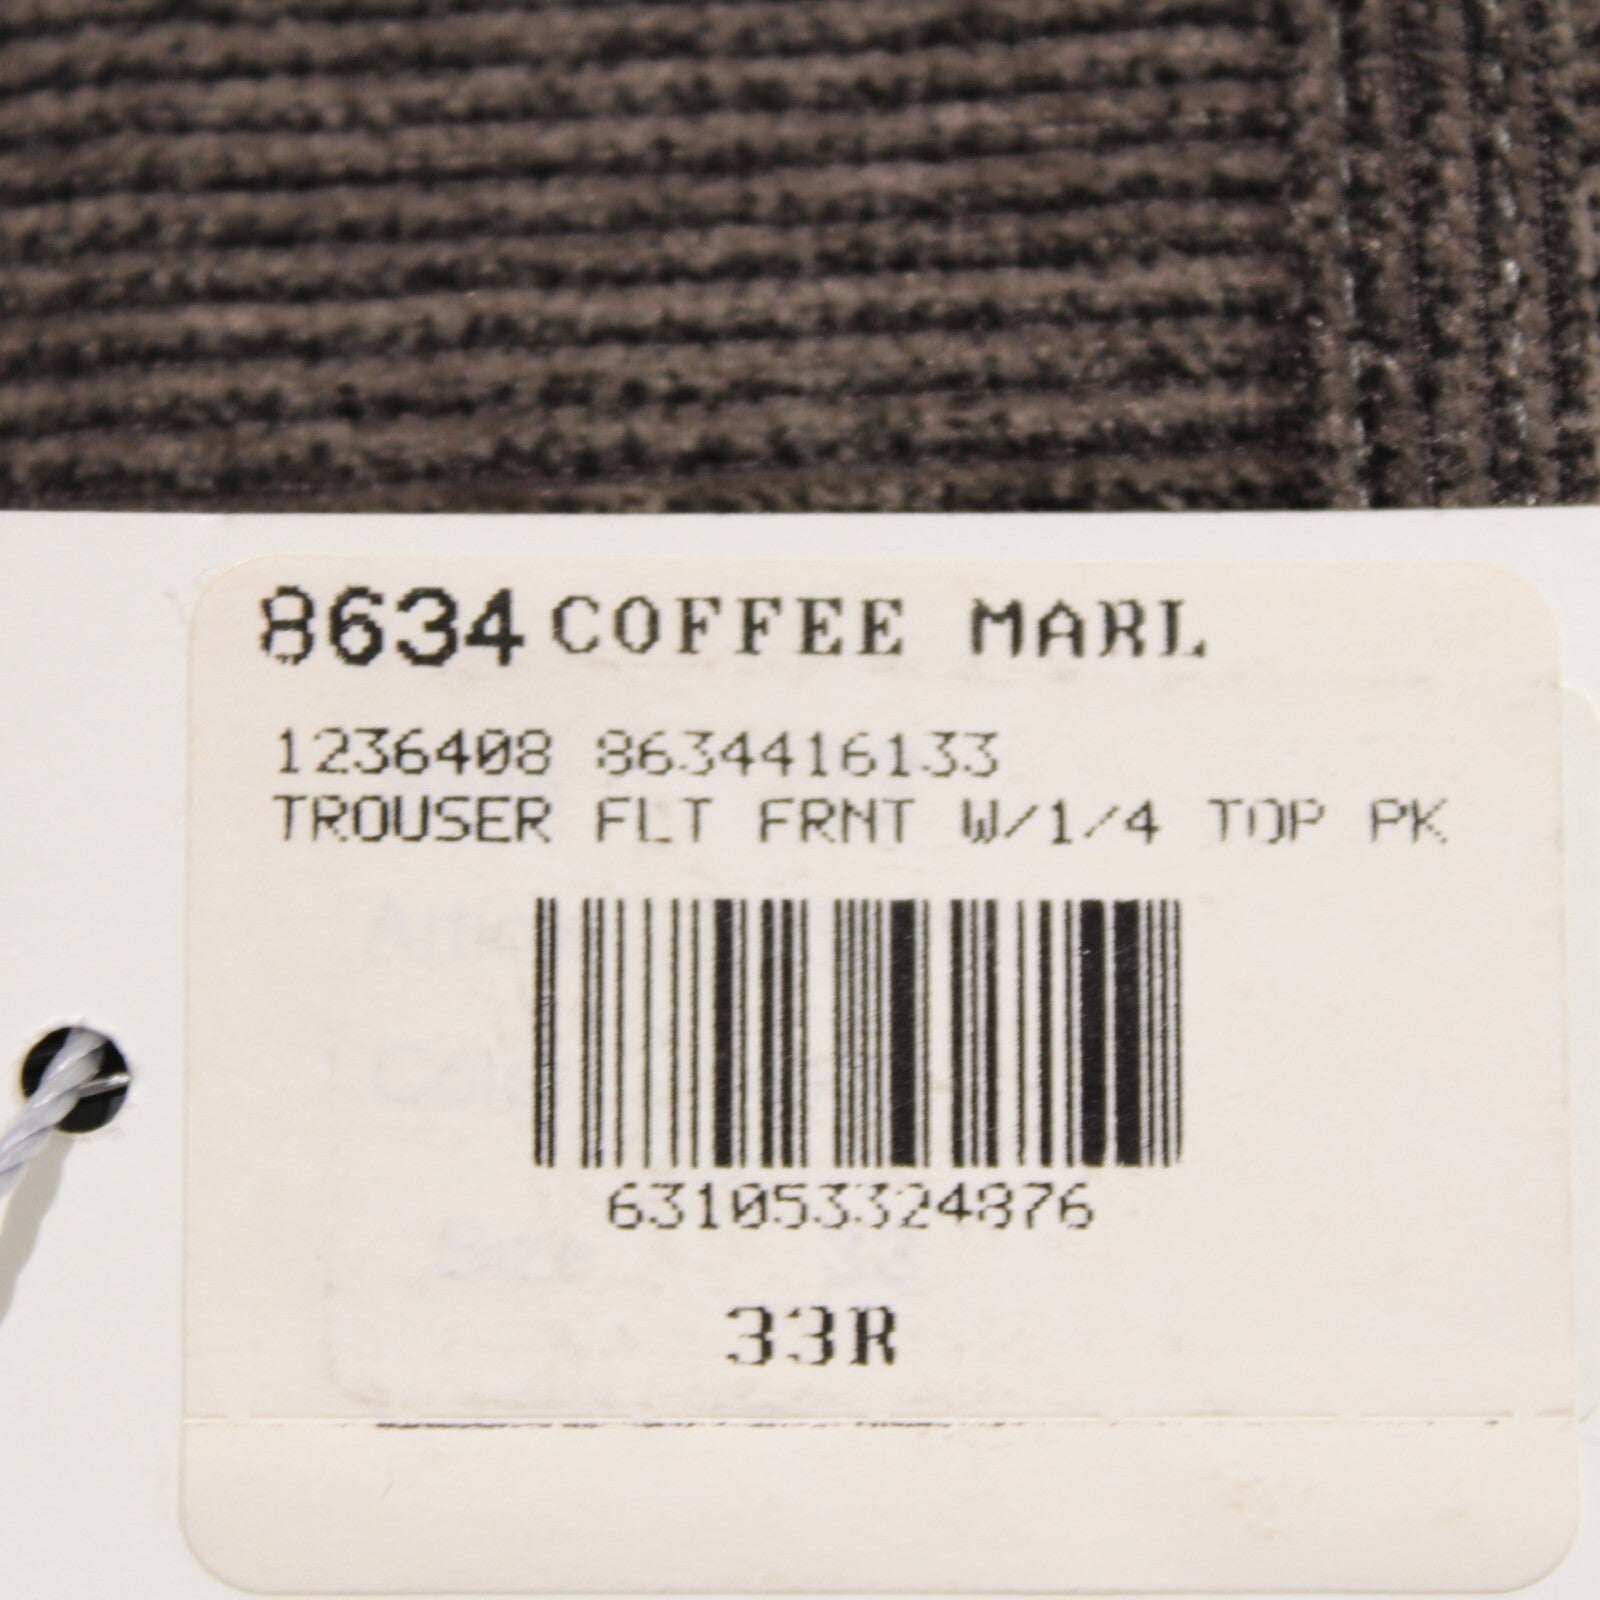 8634 COFFEE MARL
1236408 8634416133
TROUSER FLT FRNT W/1/4 TOP PK
631053324876
33R